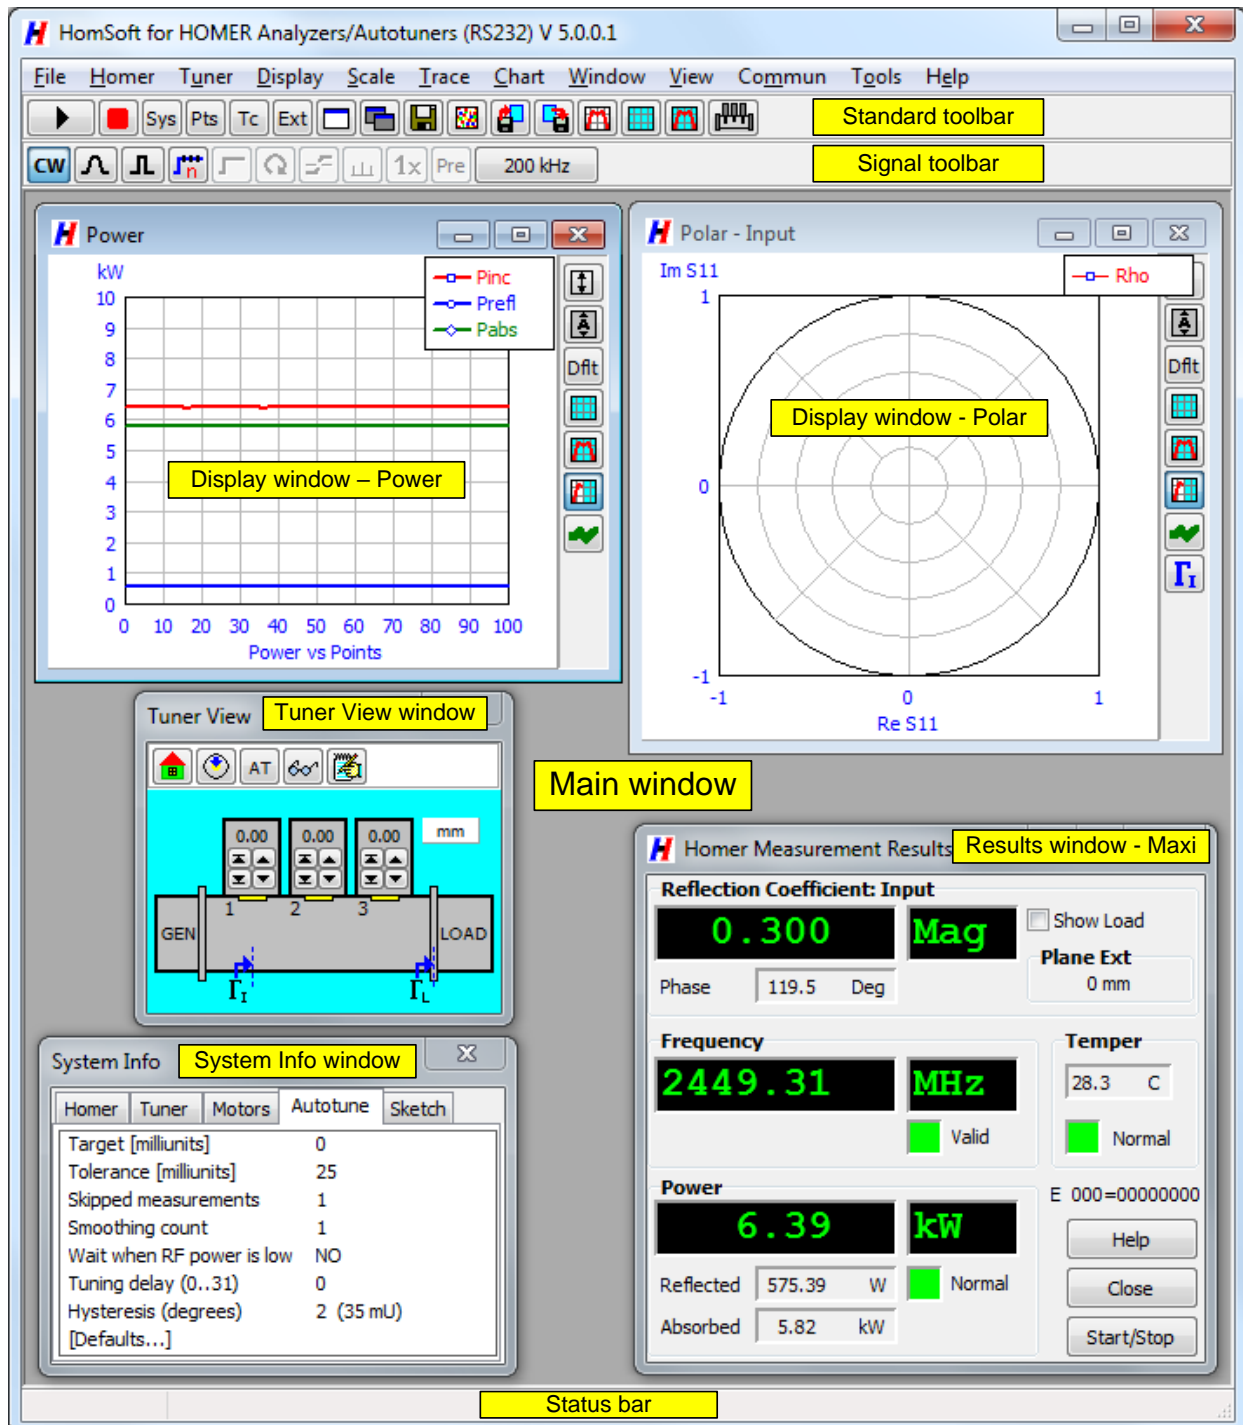 HomSoft for HOMER Analyzers/Autotuners (RS232) V 5.0.0.1
File Homer Tuner Display Scale Trace Chart Window View Commun Tools Help
Sys Pts Tc Ext Standard toolbar
CW n 1x Pre 200 kHz Signal toolbar
Power
kW
Pinc
Prefl
Pabs
10
9
8
7
6
5
4
3
2
1
0
0 10 20 30 40 50 60 70 80 90 100
Power vs Points
Display window – Power
A
Dflt
Polar - Input
Im S11
Rho
1
0
-1
-1 0 1
Re S11
Display window - Polar
A
Dflt
ΓI
Tuner View Tuner View window
AT
0.00 0.00 0.00 mm
1 2 3
GEN LOAD
ΓI ΓL
Main window
System Info System Info window
Homer Tuner Motors Autotune Sketch
Target [milliunits] 0
Tolerance [milliunits] 25
Skipped measurements 1
Smoothing count 1
Wait when RF power is low NO
Tuning delay (0..31) 0
Hysteresis (degrees) 2 (35 mU)
[Defaults...]
Homer Measurement Results Results window - Maxi
Reflection Coefficient: Input
0.300 Mag
Show Load
Plane Ext
0 mm
Phase 119.5 Deg
Frequency
2449.31 MHz
Valid
Temper
28.3 C
Normal
Power
6.39 kW
E 000=00000000
Reflected 575.39 W Normal
Absorbed 5.82 kW
Help
Close
Start/Stop
Status bar